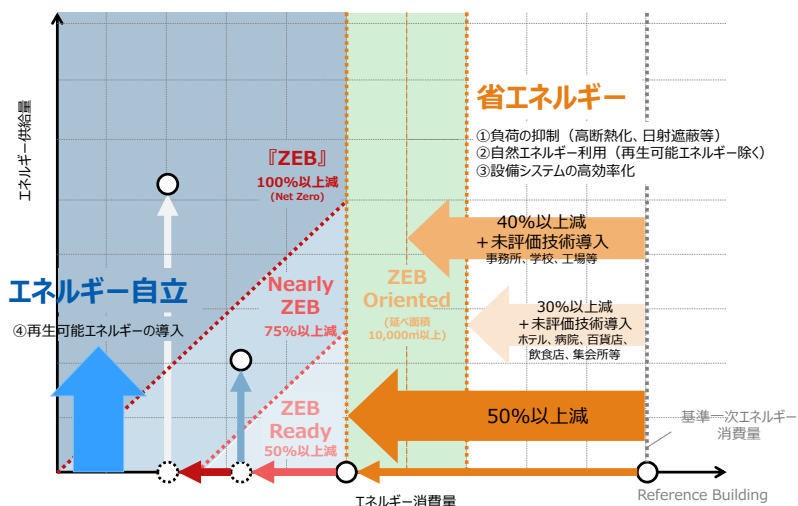 エネルギー供給量
『ZEB』
100%以上減
(Net Zero)
省エネルギー
①負荷の抑制（高断熱化、日射遮蔽等）
②自然エネルギー利用（再生可能エネルギー除く）
③設備システムの高効率化
40%以上減
＋未評価技術導入
事務所、学校、工場等
エネルギー自立
④再生可能エネルギーの導入
Nearly
ZEB
75%以上減
ZEB
Oriented
(延べ面積
10,000㎡以上)
30%以上減
＋未評価技術導入
ホテル、病院、百貨店、
飲食店、集会所等
ZEB
Ready
50%以上減
50%以上減
基準一次エネルギー
消費量
エネルギー消費量
Reference Building